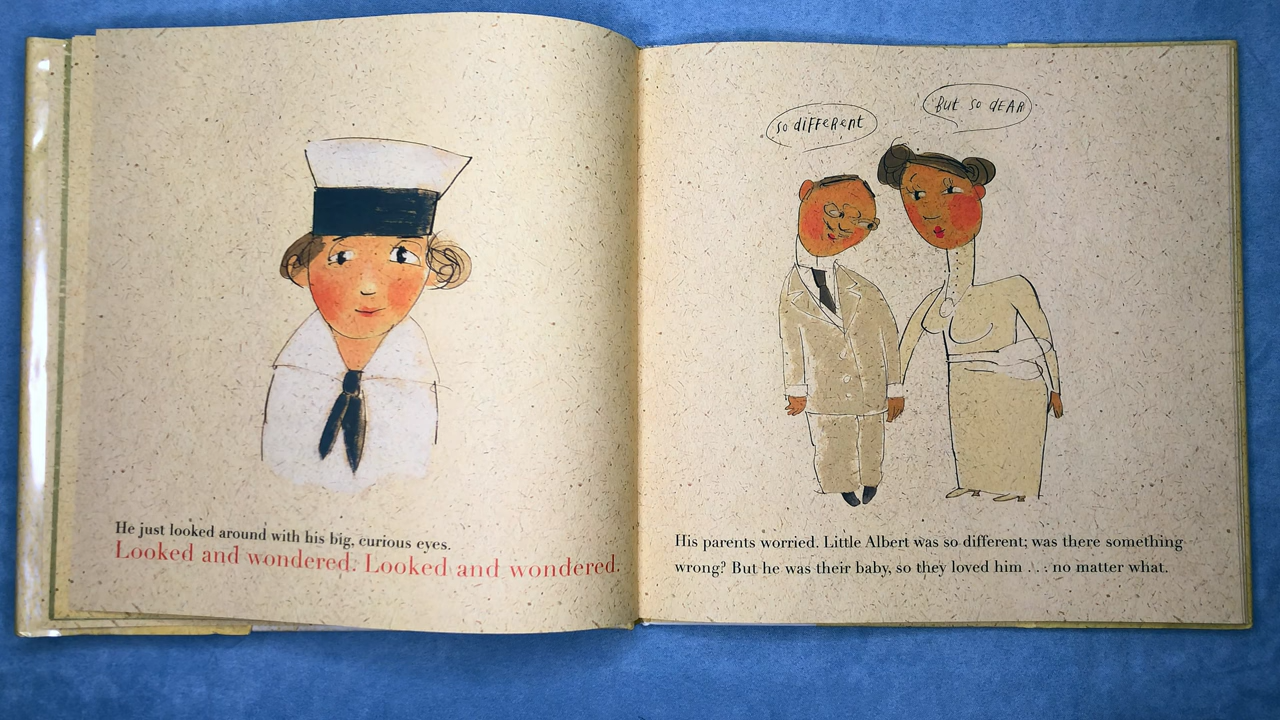 He just looked around with his big, curious eyes.
Looked and wondered. Looked and wondered.
so diffeRent
But so dEAR
His parents worried. Little Albert was so different; was there something
wrong? But he was their baby, so they loved him . . . no matter what.